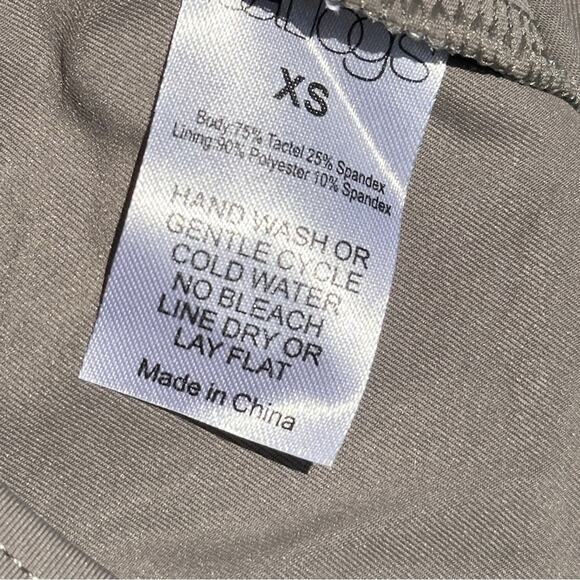 XS
Body: 75% Tactel 25% Spandex
Lining: 90% Polyester 10% Spandex
HAND WASH OR
GENTLE CYCLE
COLD WATER
NO BLEACH
LINE DRY OR
LAY FLAT
Made in China